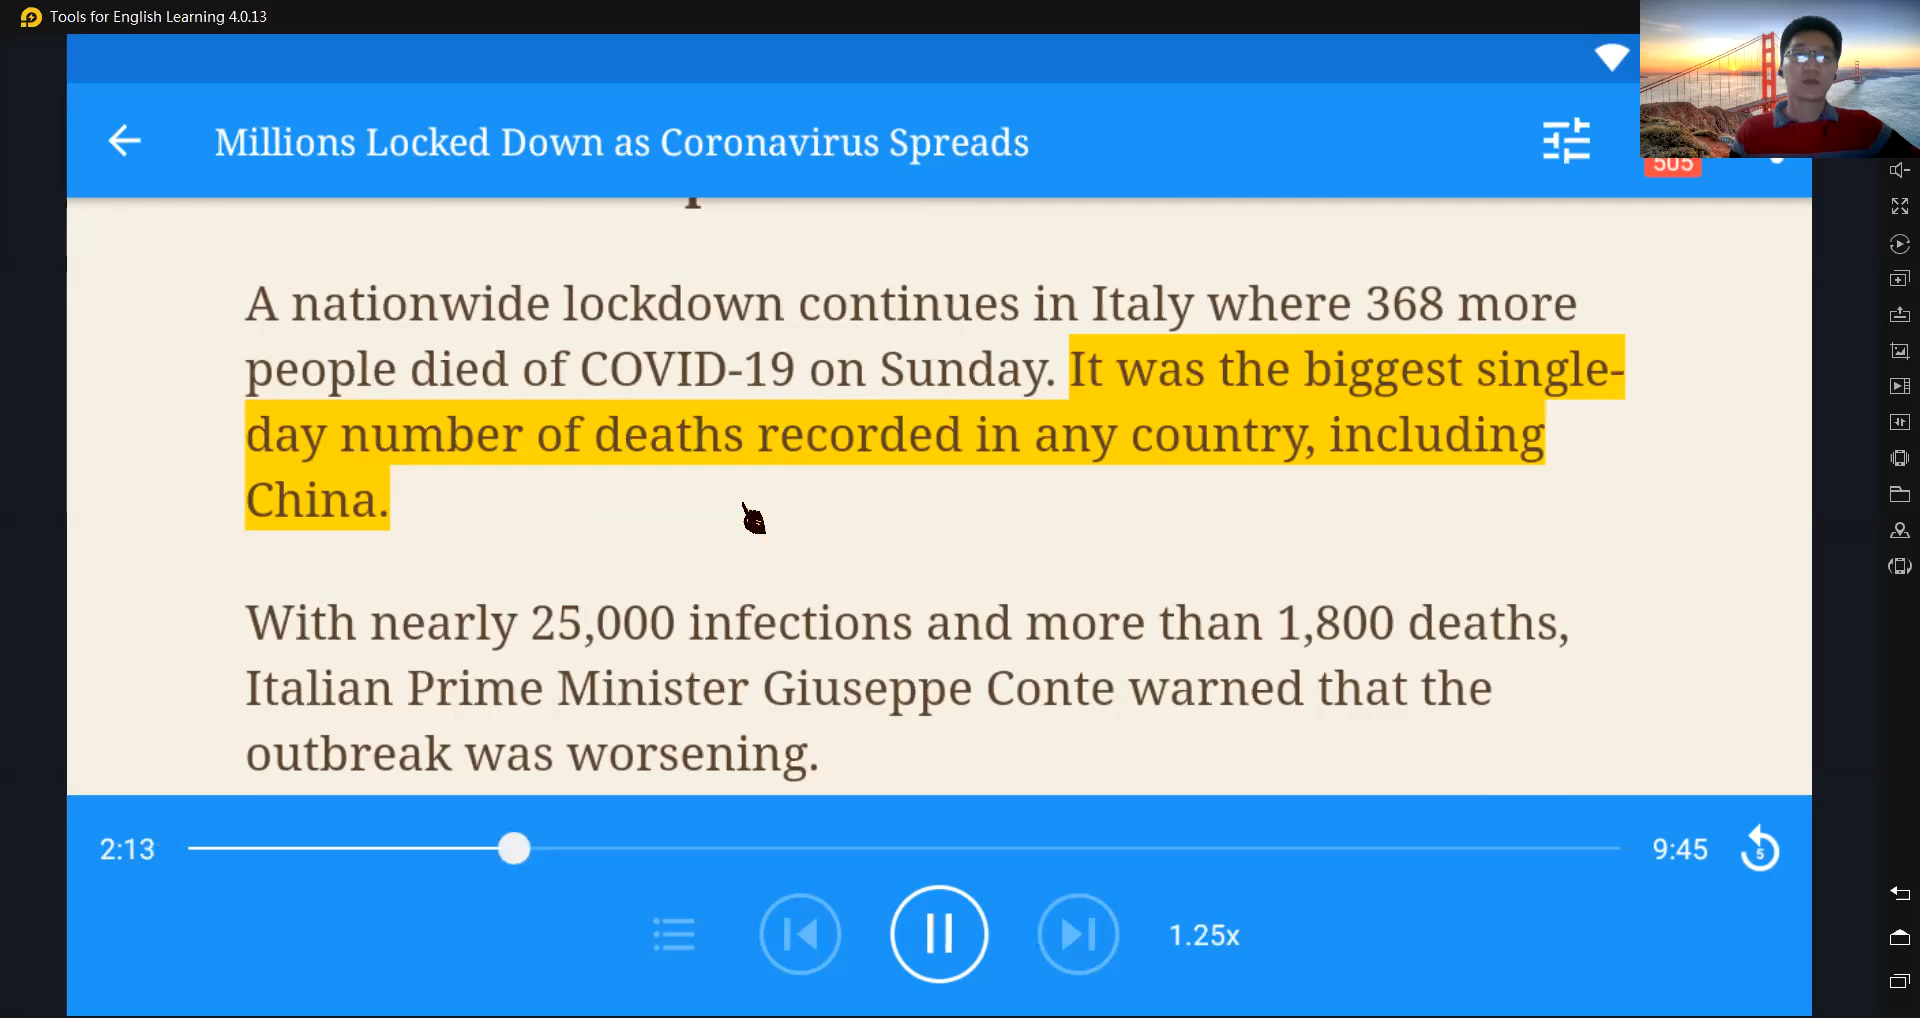 Tools for English Learning 4.0.13
Millions Locked Down as Coronavirus Spreads
505
A nationwide lockdown continues in Italy where 368 more
people died of COVID-19 on Sunday. It was the biggest single-
day number of deaths recorded in any country, including
China.
With nearly 25,000 infections and more than 1,800 deaths,
Italian Prime Minister Giuseppe Conte warned that the
outbreak was worsening.
2:13
9:45
5
1.25x